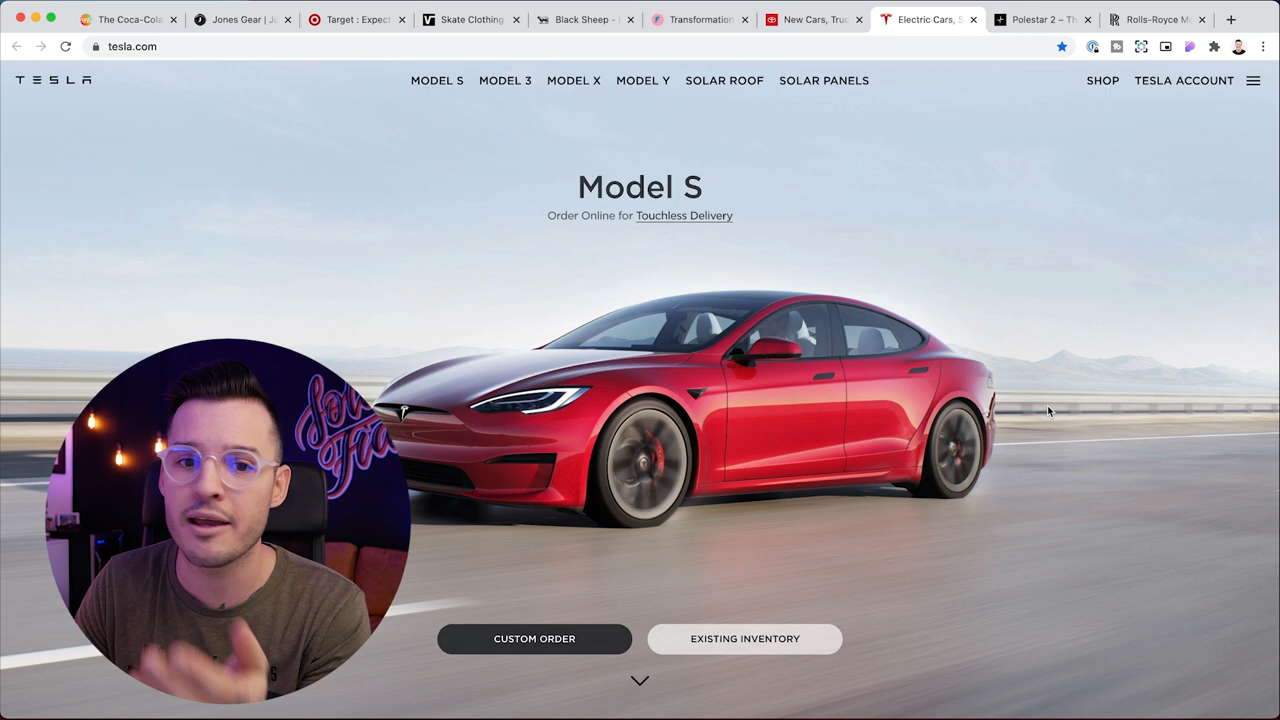 The Coca-Cola
Jones Gear | Jo
Target : Expect
Skate Clothing
Black Sheep -
Transformation
New Cars, Truc
Electric Cars, S
Polestar 2 – Th
Rolls-Royce Mo
tesla.com
TESLA
MODEL S
MODEL 3
MODEL X
MODEL Y
SOLAR ROOF
SOLAR PANELS
SHOP
TESLA ACCOUNT
Model S
Order Online for Touchless Delivery
CUSTOM ORDER
EXISTING INVENTORY